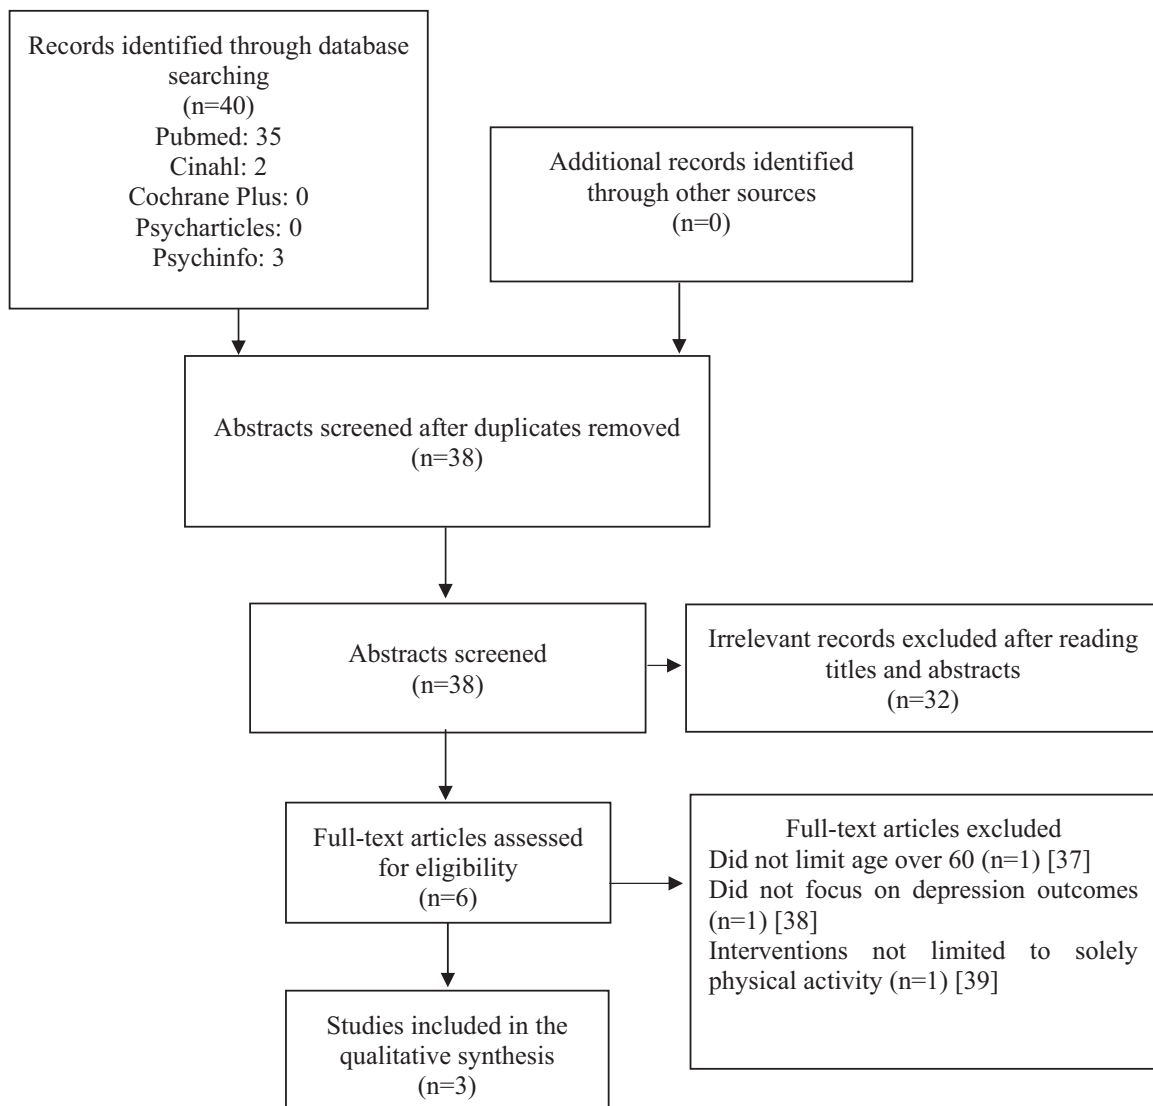 Records identified through database
searching
(n=40)
Pubmed: 35
Cinahl: 2
Cochrane Plus: 0
Psycharticles: 0
Psychinfo: 3
Additional records identified
through other sources
(n=0)
Abstracts screened after duplicates removed
(n=38)
Abstracts screened
(n=38)
Irrelevant records excluded after reading
titles and abstracts
(n=32)
Full-text articles assessed
for eligibility
(n=6)
Full-text articles excluded
Did not limit age over 60 (n=1) [37]
Did not focus on depression outcomes
(n=1) [38]
Interventions not limited to solely
physical activity (n=1) [39]
Studies included in the
qualitative synthesis
(n=3)